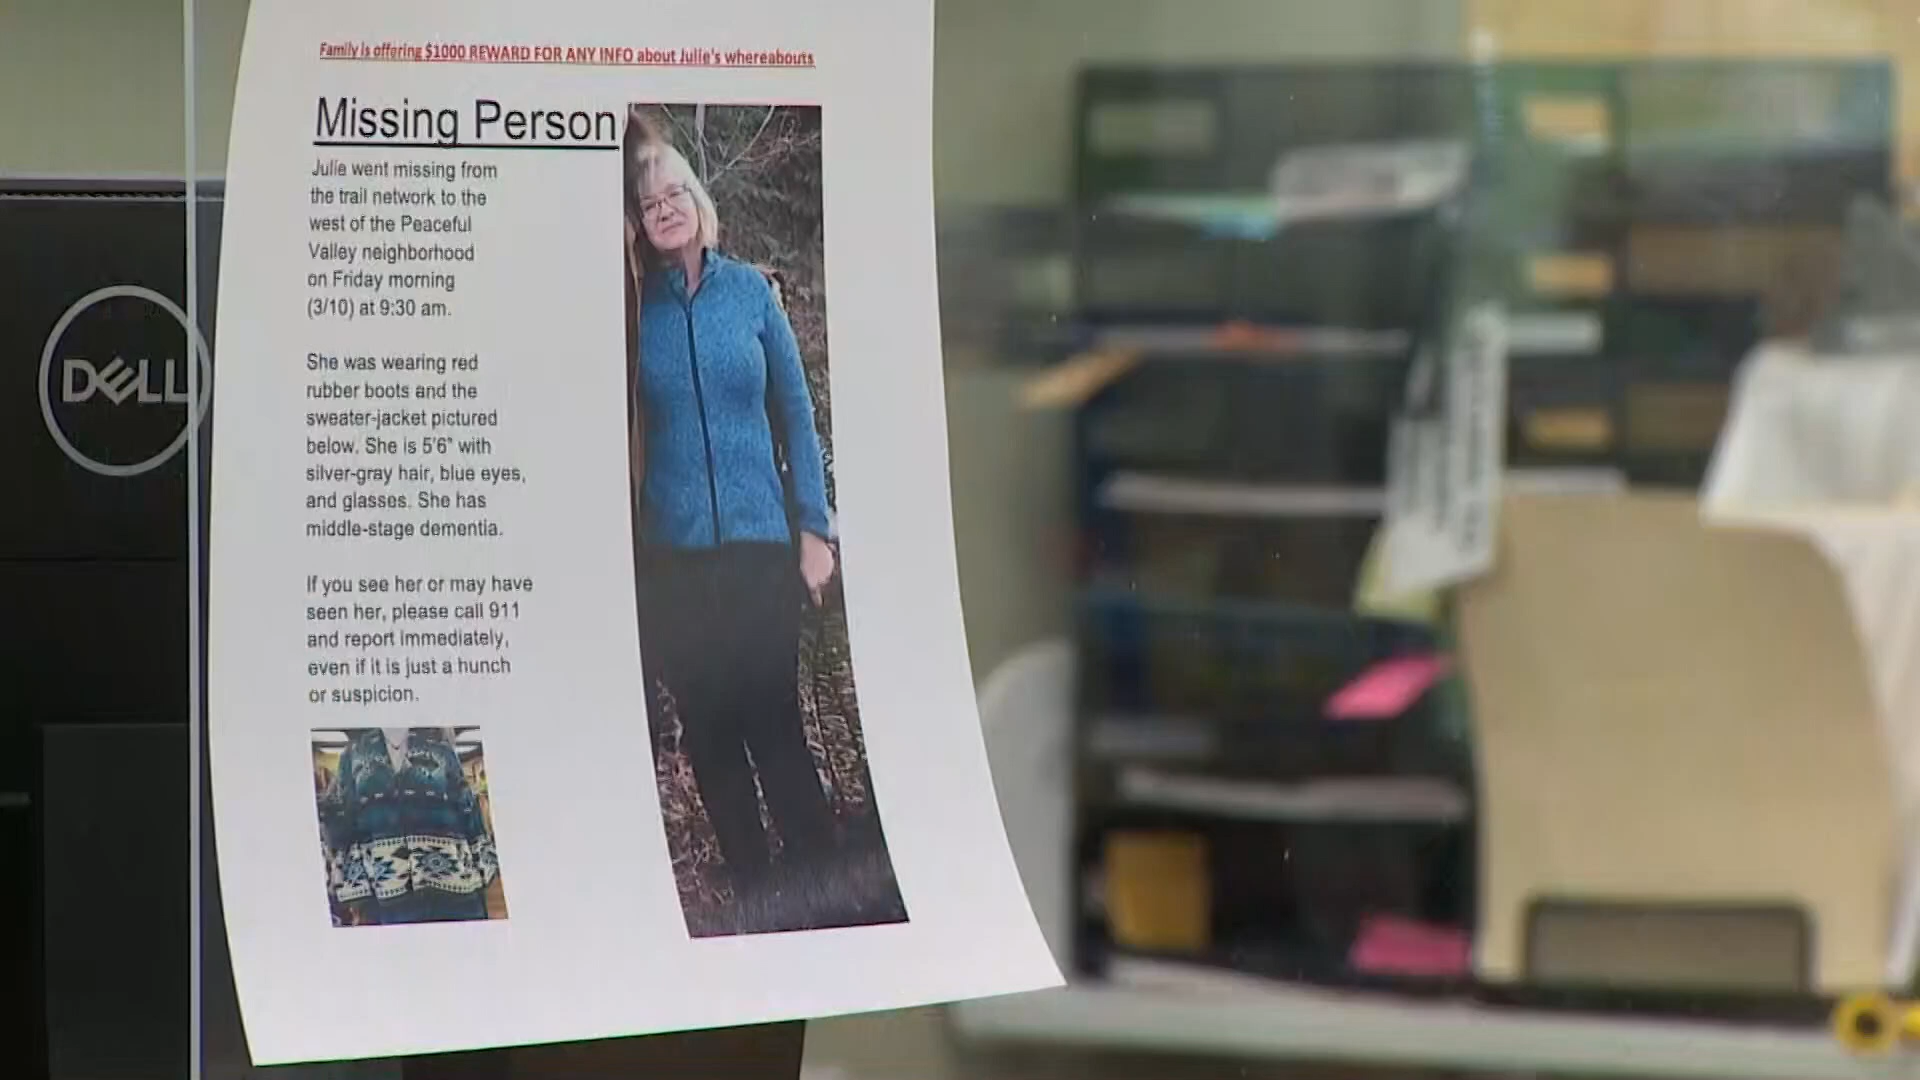 Family is offering $1000 REWARD FOR ANY INFO about Julie's whereabouts
Missing Person
Julie went missing from
the trail network to the
west of the Peaceful
Valley neighborhood
on Friday morning
(3/10) at 9:30 am.
She was wearing red
rubber boots and the
sweater-jacket pictured
below. She is 5'6" with
silver-gray hair, blue eyes,
and glasses. She has
middle-stage dementia.
If you see her or may have
seen her, please call 911
and report immediately,
even if it is just a hunch
or suspicion.
DELL